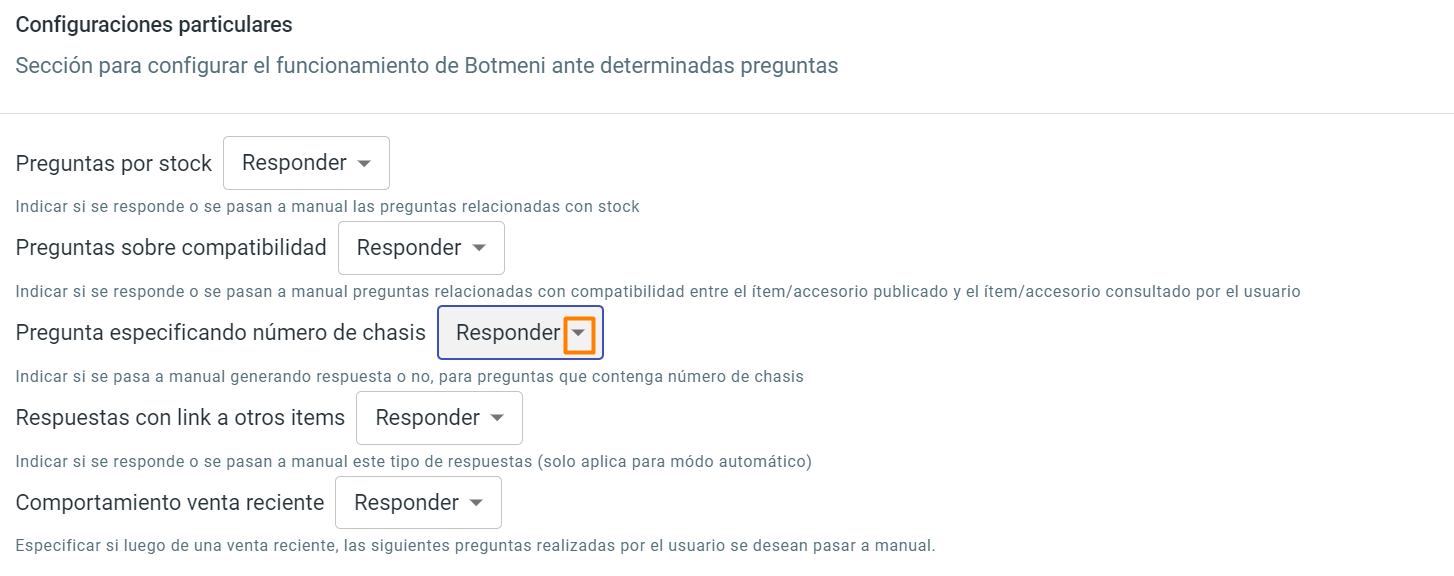 Configuraciones particulares
Sección para configurar el funcionamiento de Botmeni ante determinadas preguntas
Preguntas por stock Responder
Indicar si se responde o se pasan a manual las preguntas relacionadas con stock
Preguntas sobre compatibilidad Responder
Indicar si se responde o se pasan a manual preguntas relacionadas con compatibilidad entre el ítem/accesorio publicado y el ítem/accesorio consultado por el usuario
Pregunta especificando número de chasis Responder
Indicar si se pasa a manual generando respuesta o no, para preguntas que contenga número de chasis
Respuestas con link a otros items Responder
Indicar si se responde o se pasan a manual este tipo de respuestas (solo aplica para módo automático)
Comportamiento venta reciente Responder
Especificar si luego de una venta reciente, las siguientes preguntas realizadas por el usuario se desean pasar a manual.